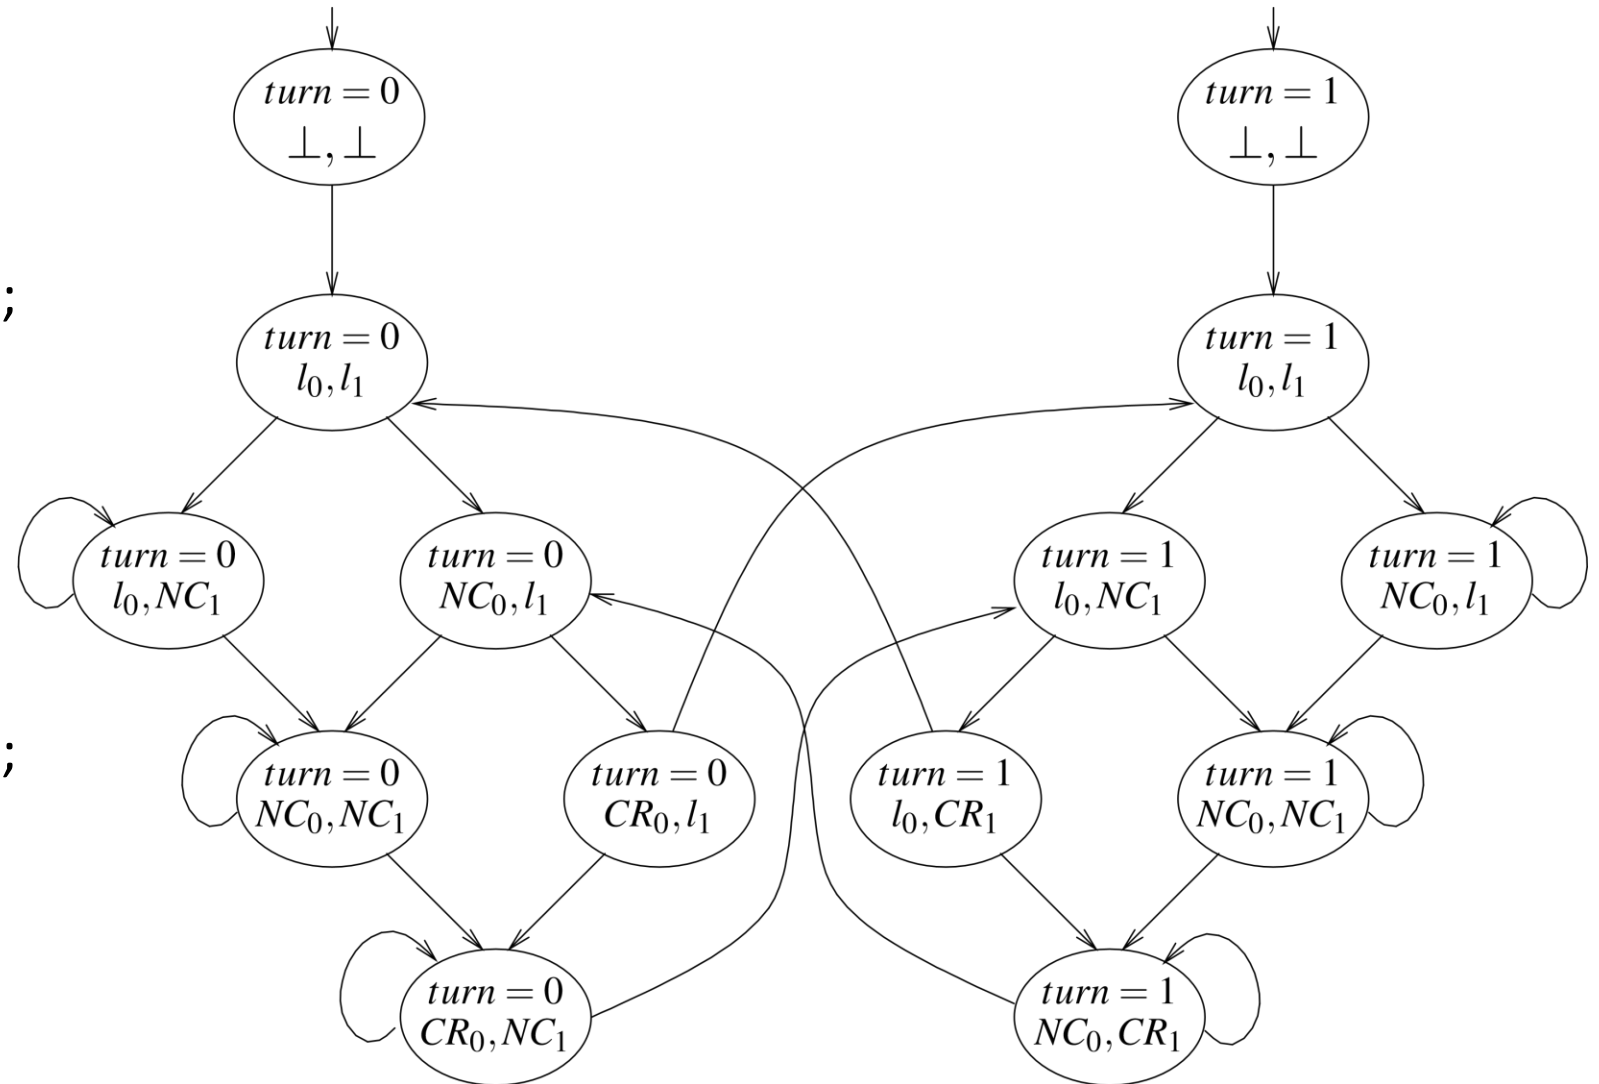 turn = 0
⊥, ⊥
turn = 1
⊥, ⊥
;
turn = 0
l₀, l₁
turn = 1
l₀, l₁
turn = 0
l₀, NC₁
turn = 0
NC₀, l₁
turn = 1
l₀, NC₁
turn = 1
NC₀, l₁
;
turn = 0
NC₀, NC₁
turn = 0
CR₀, l₁
turn = 1
l₀, CR₁
turn = 1
NC₀, NC₁
turn = 0
CR₀, NC₁
turn = 1
NC₀, CR₁